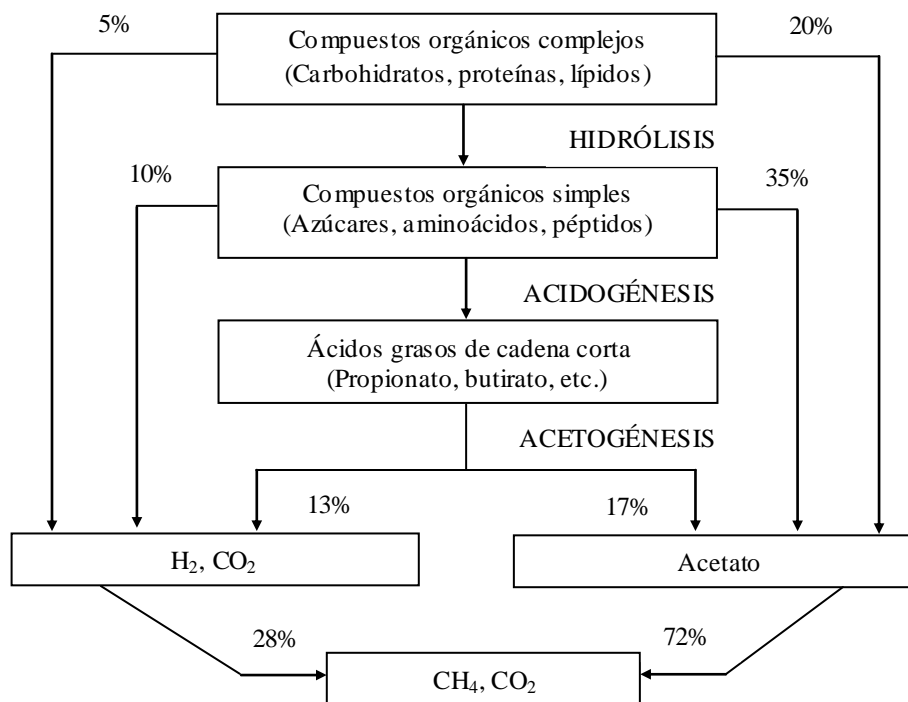 5%
Compuestos orgánicos complejos
(Carbohidratos, proteínas, lípidos)
20%
HIDRÓLISIS
10%
Compuestos orgánicos simples
(Azúcares, aminoácidos, péptidos)
35%
ACIDOGÉNESIS
Ácidos grasos de cadena corta
(Propionato, butirato, etc.)
ACETOGÉNESIS
13%
17%
H₂, CO₂
Acetato
28%
72%
CH₄, CO₂